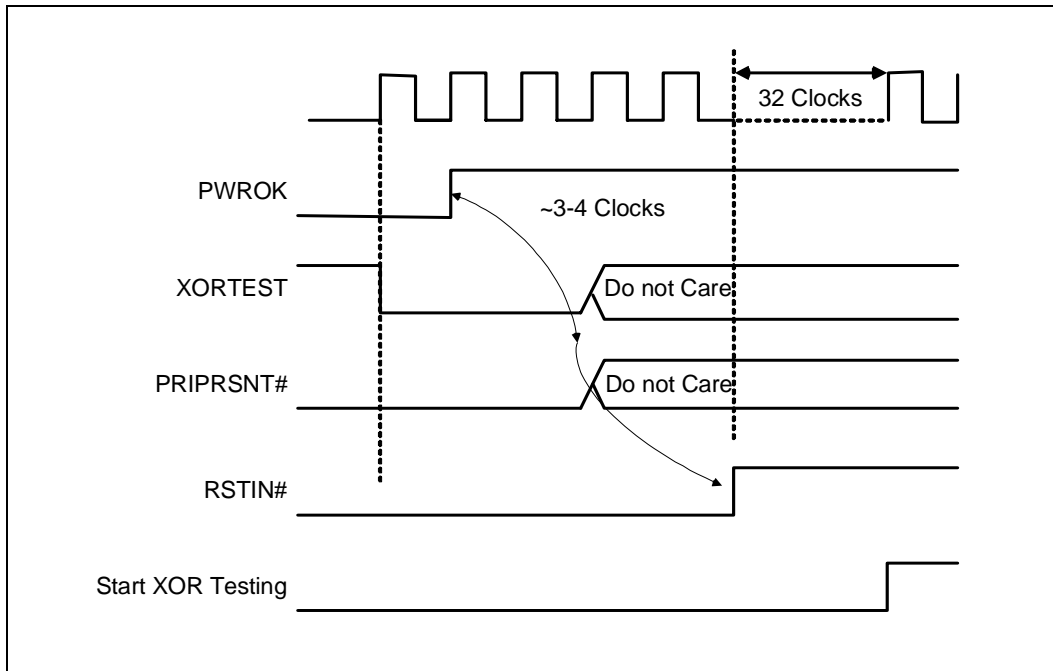 32 Clocks
PWROK
~3-4 Clocks
XORTEST
Do not Care
PRIPRSNT#
Do not Care
RSTIN#
Start XOR Testing